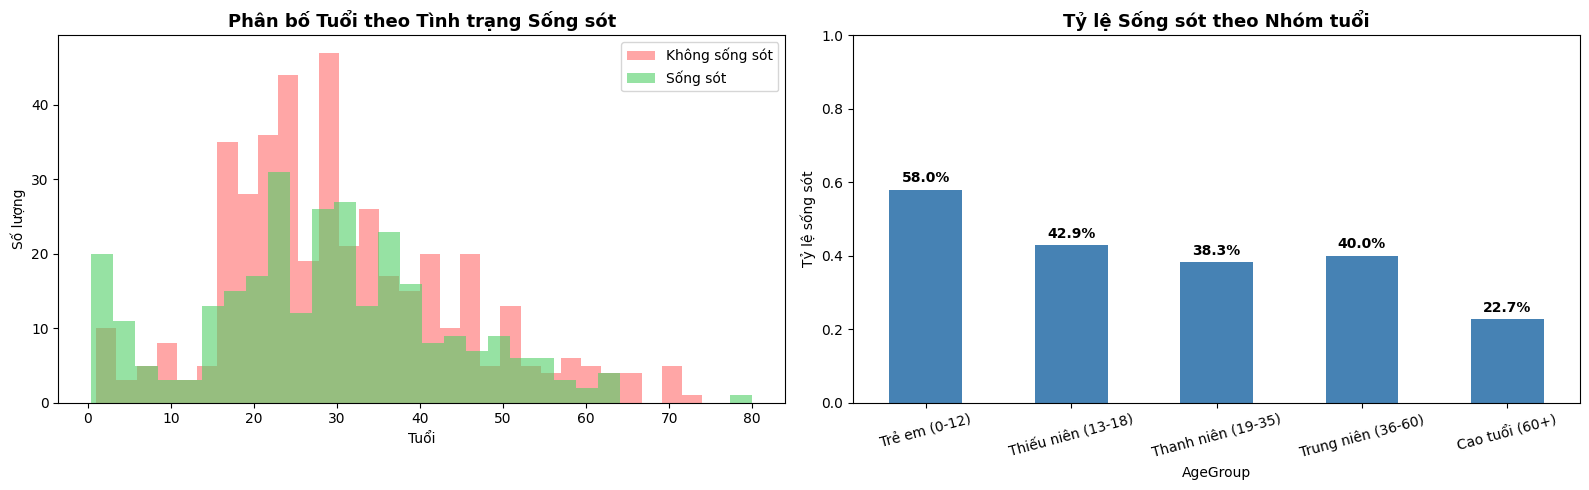 Phân bố Tuổi theo Tình trạng Sống sót
Không sống sót
Sống sót
Số lượng
40
30
20
10
0
0 10 20 30 40 50 60 70 80
Tuổi
Tỷ lệ Sống sót theo Nhóm tuổi
Tỷ lệ sống sót
1.0
0.8
0.6
0.4
0.2
0.0
58.0%
42.9%
38.3%
40.0%
22.7%
Trẻ em (0-12)
Thiếu niên (13-18)
Thanh niên (19-35)
Trung niên (36-60)
Cao tuổi (60+)
AgeGroup